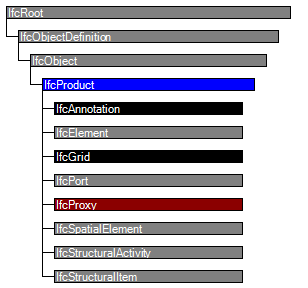 IfcRoot
IfcObjectDefinition
IfcObject
IfcProduct
IfcAnnotation
IfcElement
IfcGrid
IfcPort
IfcProxy
IfcSpatialElement
IfcStructuralActivity
IfcStructuralItem